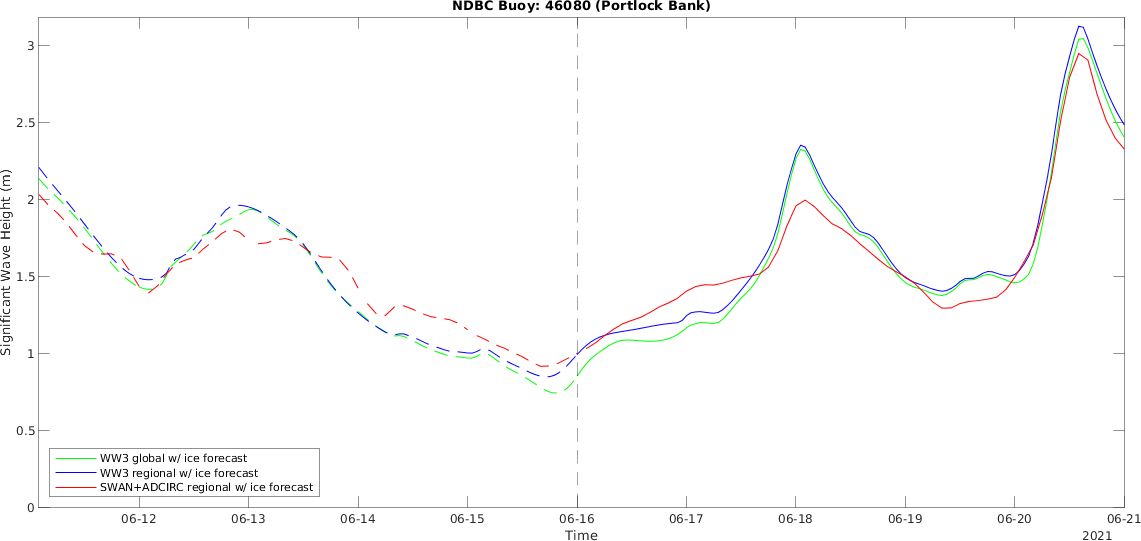 NDBC Buoy: 46080 (Portlock Bank)
3
2.5
2
1.5
1
0.5
0
Significant Wave Height (m)
WW3 global w/ ice forecast
WW3 regional w/ ice forecast
SWAN+ADCIRC regional w/ ice forecast
06-12 06-13 06-14 06-15 06-16 06-17 06-18 06-19 06-20 06-21
Time
2021